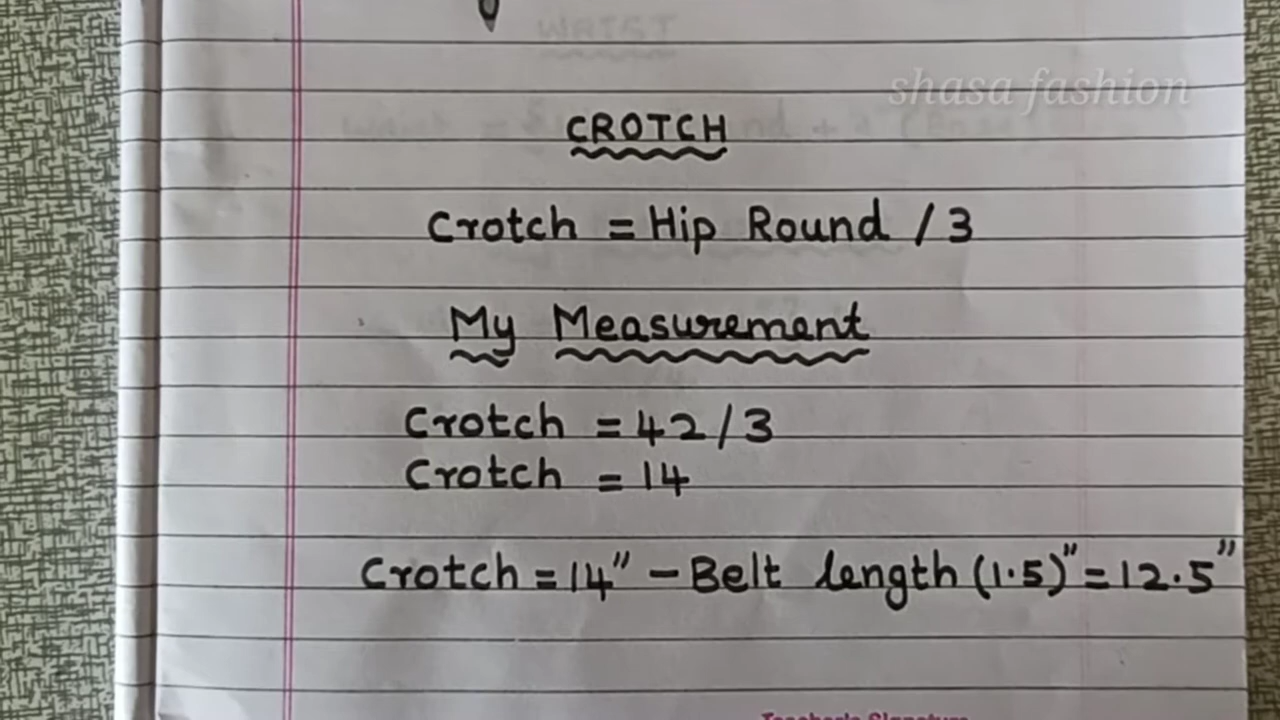 shasa fashion
CROTCH
Crotch = Hip Round / 3
My Measurement
Crotch = 42/3
Crotch = 14
Crotch = 14" - Belt length (1.5)" = 12.5"